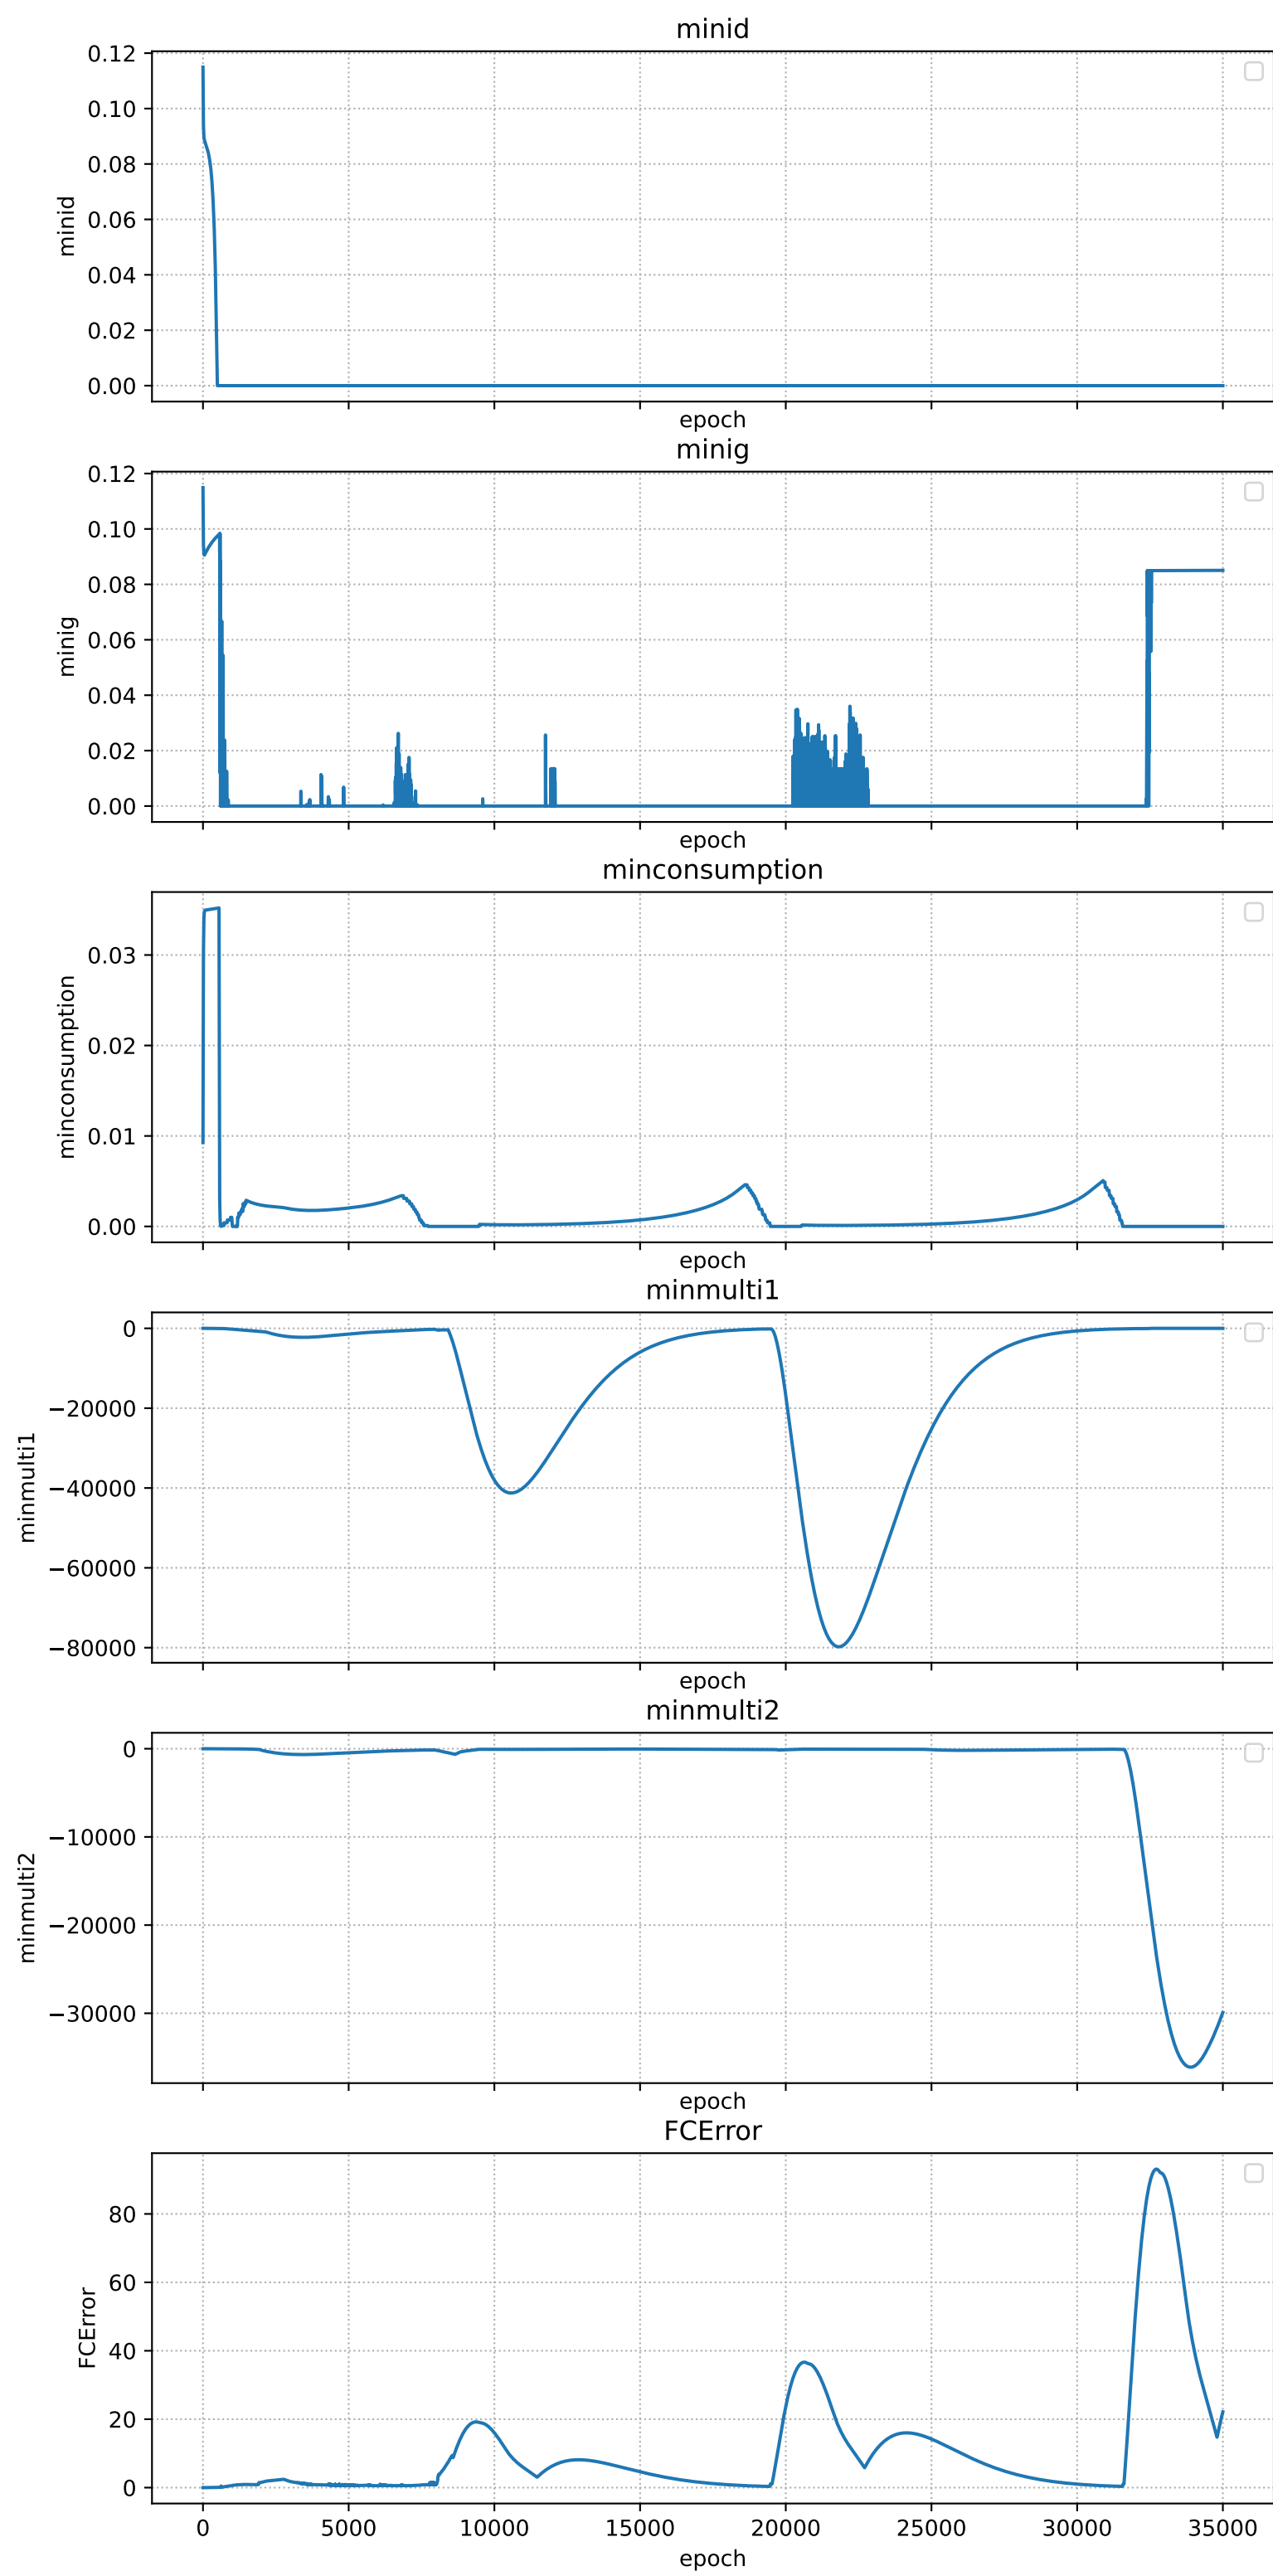 minid
0.12
0.10
0.08
0.06
0.04
0.02
0.00
minid
epoch
minig
0.12
0.10
0.08
0.06
0.04
0.02
0.00
minig
epoch
minconsumption
0.03
0.02
0.01
0.00
minconsumption
epoch
minmulti1
0
−20000
−40000
−60000
−80000
minmulti1
epoch
minmulti2
0
−10000
−20000
−30000
minmulti2
epoch
FCError
80
60
40
20
0
FCError
0 5000 10000 15000 20000 25000 30000 35000
epoch